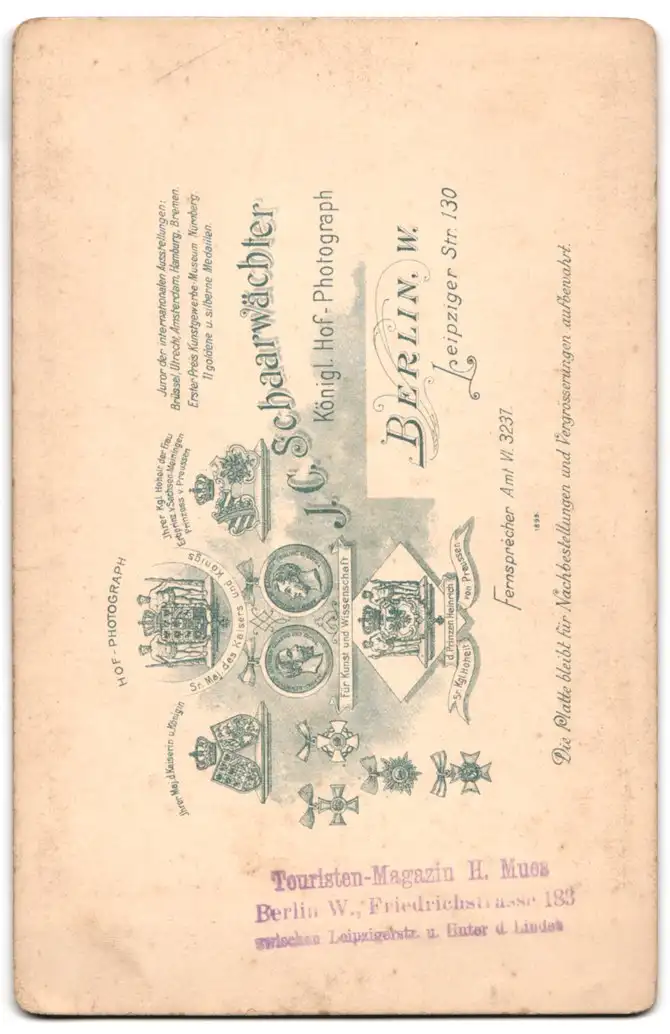 HOF-PHOTOGRAPH
Sr. Maj. des Kaisers und Königs
Ihrer Maj. d. Kaiserin u. Königin
Ihrer Kgl. Hoheit der Frau
Erbprinz. v. Sachsen-Meiningen
Prinzess v. Preussen
Juror der internationalen Ausstellungen:
Brüssel, Utrecht, Amsterdam, Hamburg, Bremen.
Erster Preis Kunstgewerbe-Museum Nürnberg.
11 goldene u. silberne Medaillen.
J. C. Schaarwächter
Königl. Hof-Photograph
für Kunst und Wissenschaft
Sr. Kgl. Hoheit
d. Prinzen Heinrich
von Preussen
BERLIN, W.
Leipziger Str. 130
Fernsprecher Amt VI. 3237.
Die Platte bleibt für Nachbestellungen und Vergrösserungen aufbewahrt.
Touristen-Magazin H. Mues
Berlin W., Friedrichstrasse 183
zwischen Leipzigerstr. u. Unter d. Linden